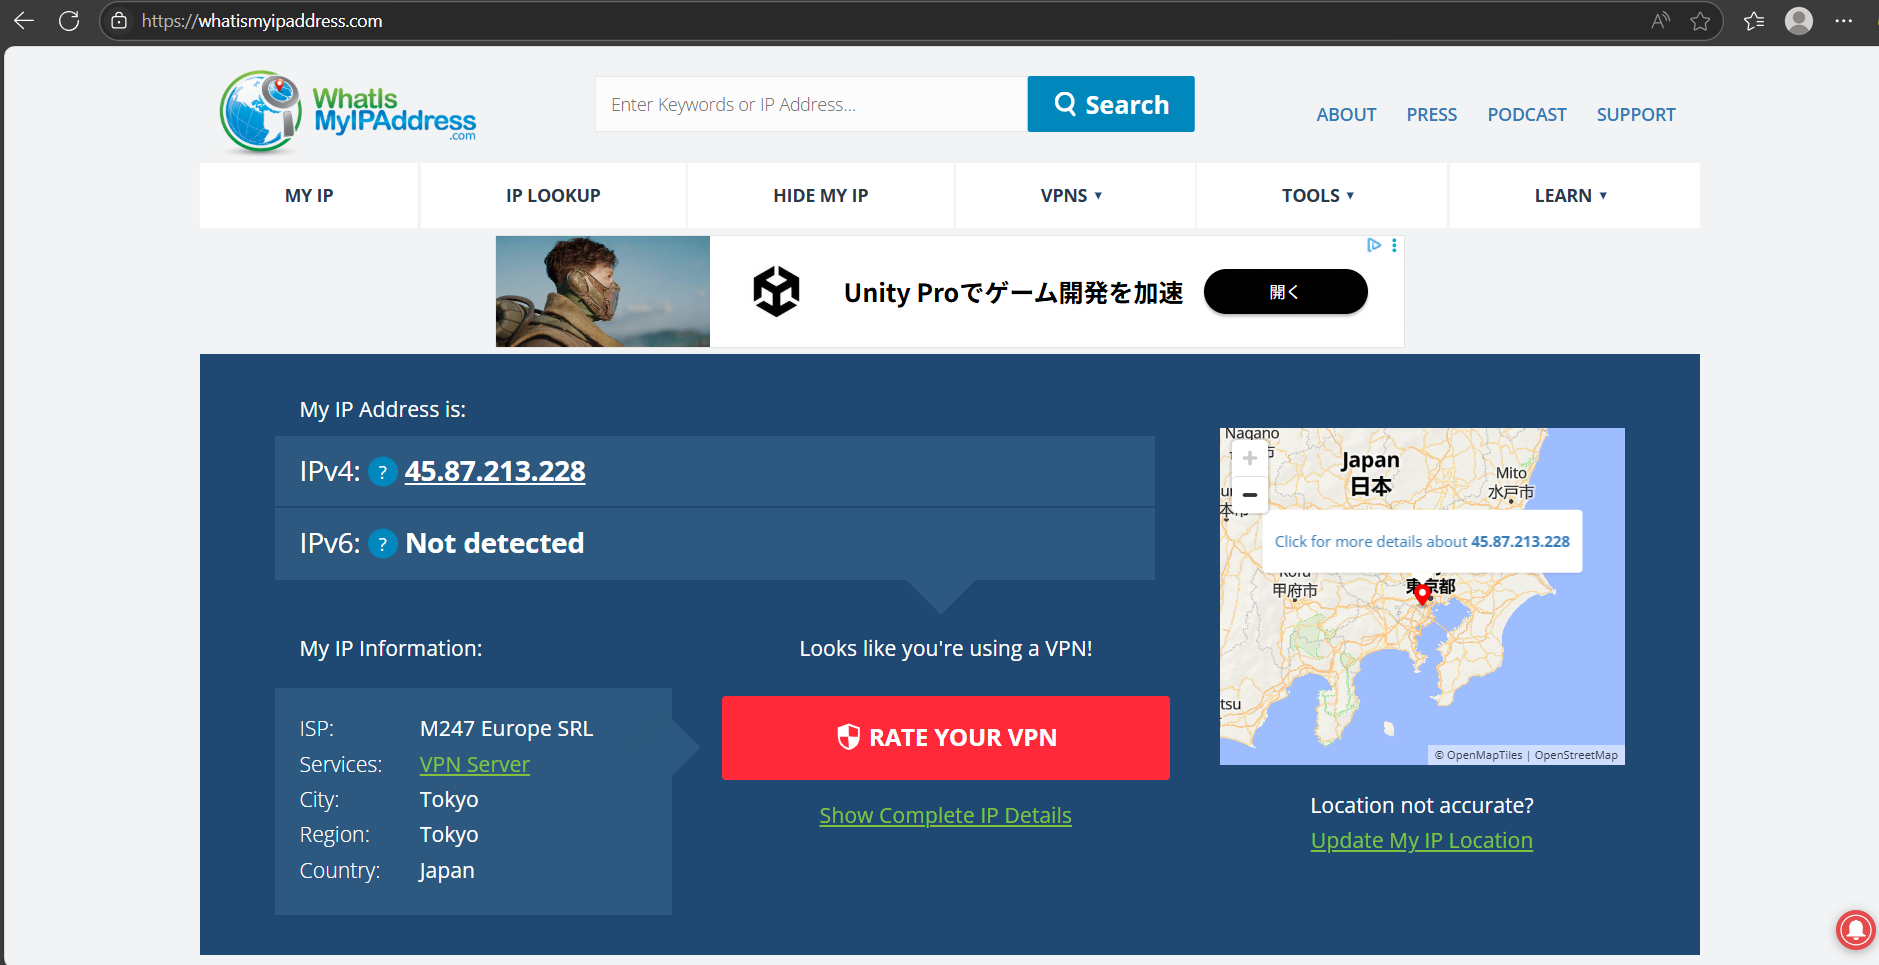 https://whatismyipaddress.com
WhatIs
MyIPAddress
.com
Enter Keywords or IP Address...
Search
ABOUT PRESS PODCAST SUPPORT
MY IP IP LOOKUP HIDE MY IP VPNS ▼ TOOLS ▼ LEARN ▼
Unity Proでゲーム開発を加速
開く
My IP Address is:
IPv4: ? 45.87.213.228
IPv6: ? Not detected
My IP Information:
ISP: M247 Europe SRL
Services: VPN Server
City: Tokyo
Region: Tokyo
Country: Japan
Looks like you're using a VPN!
RATE YOUR VPN
Show Complete IP Details
Nagano
Japan
日本
Mito
水戸市
Click for more details about 45.87.213.228
甲府市
東京都
© OpenMapTiles | OpenStreetMap
Location not accurate?
Update My IP Location